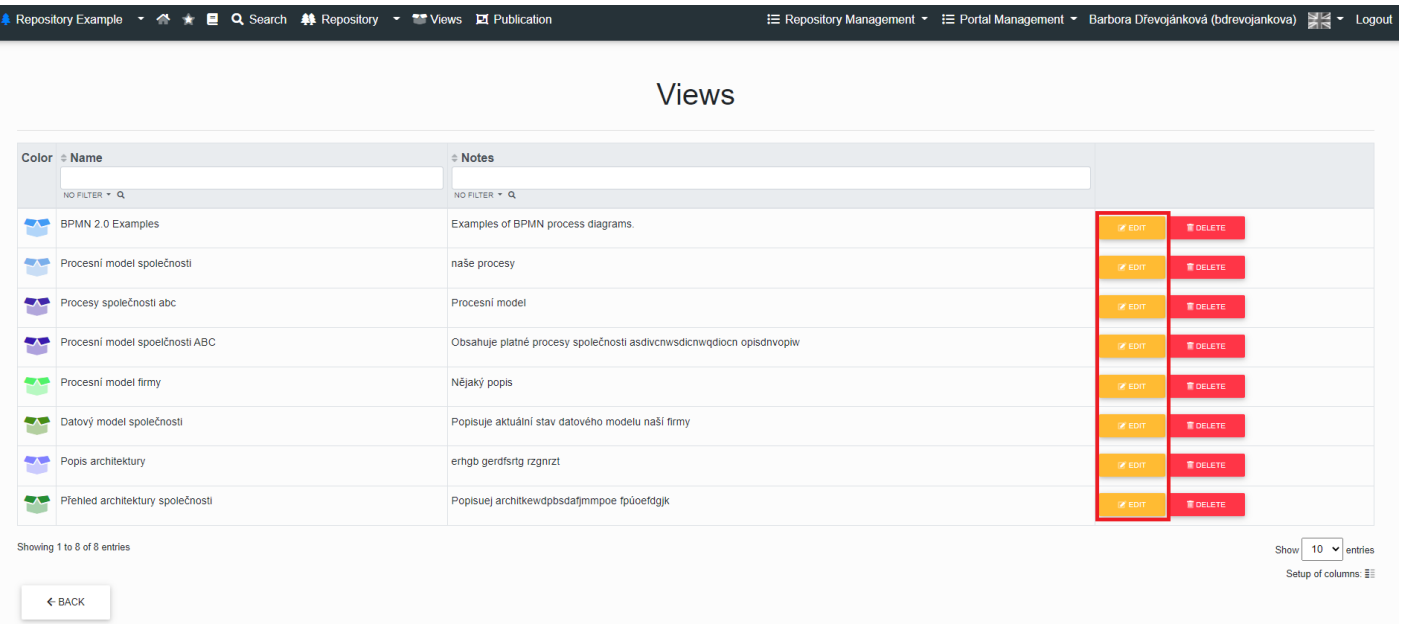 Repository Example Search Repository Views Publication Repository Management Portal Management Barbora Dřevojánková (bdrevojankova) Logout
Views
Color Name Notes
NO FILTER NO FILTER
BPMN 2.0 Examples Examples of BPMN process diagrams. EDIT DELETE
Procesní model společnosti naše procesy EDIT DELETE
Procesy společnosti abc Procesní model EDIT DELETE
Procesní model spoelčnosti ABC Obsahuje platné procesy společnosti asdivcnwsdicnwqdiocn opisdnvopiw EDIT DELETE
Procesní model firmy Nějaký popis EDIT DELETE
Datový model společnosti Popisuje aktuální stav datového modelu naší firmy EDIT DELETE
Popis architektury erhgb gerdfsrtg rzgnrzt EDIT DELETE
Přehled architektury společnosti Popisuej architkewdpbsdafjmmpoe fpúoefdgjk EDIT DELETE
Showing 1 to 8 of 8 entries Show 10 entries
Setup of columns:
BACK